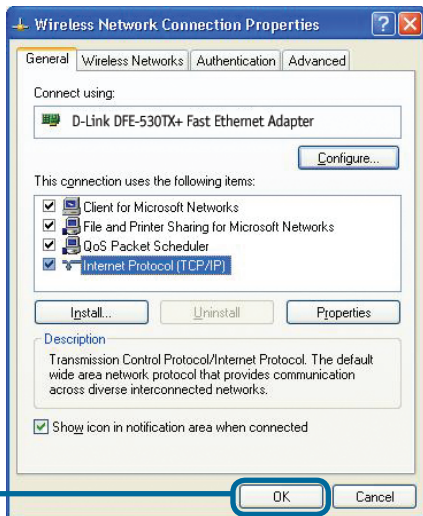 Wireless Network Connection Properties
General Wireless Networks Authentication Advanced
Connect using:
D-Link DFE-530TX+ Fast Ethernet Adapter
Configure...
This connection uses the following items:
Client for Microsoft Networks
File and Printer Sharing for Microsoft Networks
QoS Packet Scheduler
Internet Protocol (TCP/IP)
Install... Uninstall Properties
Description
Transmission Control Protocol/Internet Protocol. The default
wide area network protocol that provides communication
across diverse interconnected networks.
Show icon in notification area when connected
OK Cancel